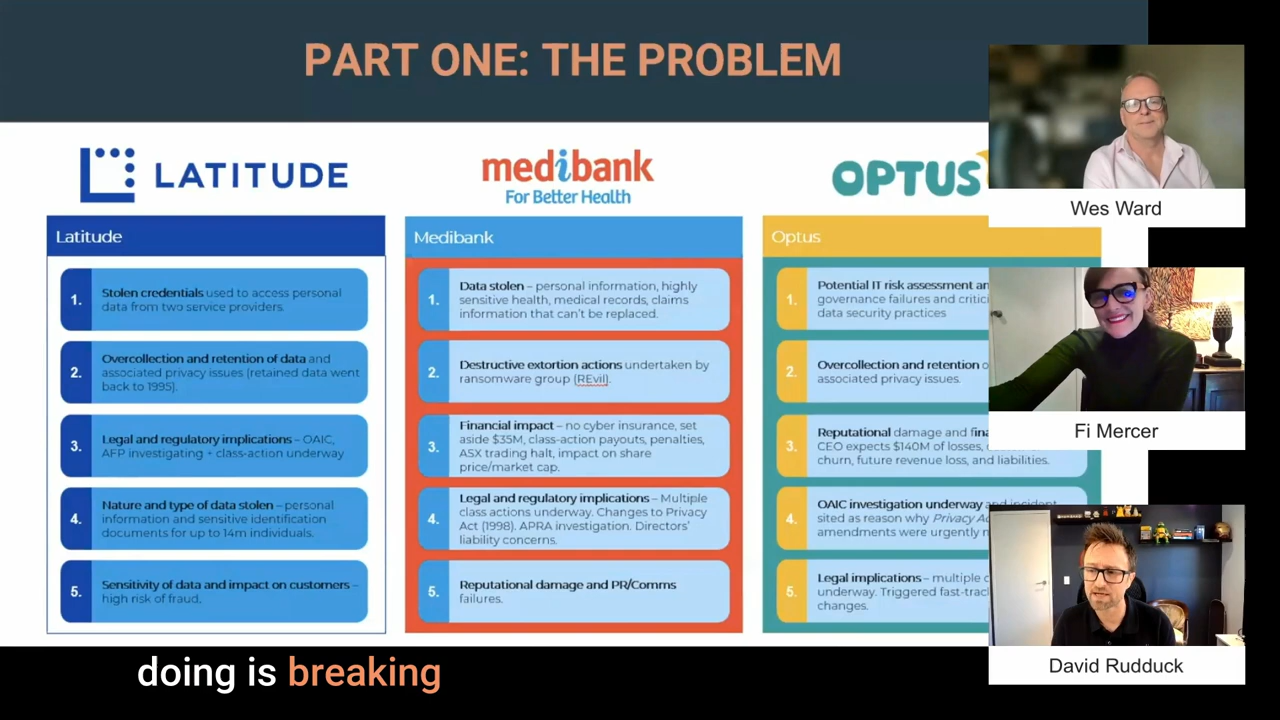 PART ONE: THE PROBLEM
LATITUDE
medibank
For Better Health
OPTUS
Latitude
1.
Stolen credentials used to access personal
data from two service providers.
2.
Overcollection and retention of data and
associated privacy issues (retained data went
back to 1995).
3.
Legal and regulatory implications – OAIC,
AFP investigating + class-action underway
4.
Nature and type of data stolen – personal
information and sensitive identification
documents for up to 14m individuals.
5.
Sensitivity of data and impact on customers –
high risk of fraud,
Medibank
1.
Data stolen – personal information, highly
sensitive health, medical records, claims
information that can't be replaced.
2.
Destructive extortion actions undertaken by
ransomware group (REvil).
3.
Financial impact – no cyber insurance, set
aside $35M, class-action payouts, penalties,
ASX trading halt, impact on share
price/market cap.
4.
Legal and regulatory implications – Multiple
class actions underway. Changes to Privacy
Act (1998). APRA investigation. Directors'
liability concerns.
5.
Reputational damage and PR/Comms
failures.
Optus
1.
Potential IT risk assessment
governance failures and
data security practices
2.
Overcollection and retention
associated privacy issues.
3.
Reputational damage and
CEO expects $140M of losses,
churn, future revenue loss, and liabilities.
4.
OAIC investigation underway and incident
sited as reason why Privacy
amendments were urgently
5.
Legal implications – multiple
underway. Triggered
changes.
Wes Ward
Fi Mercer
David Rudduck
doing is breaking